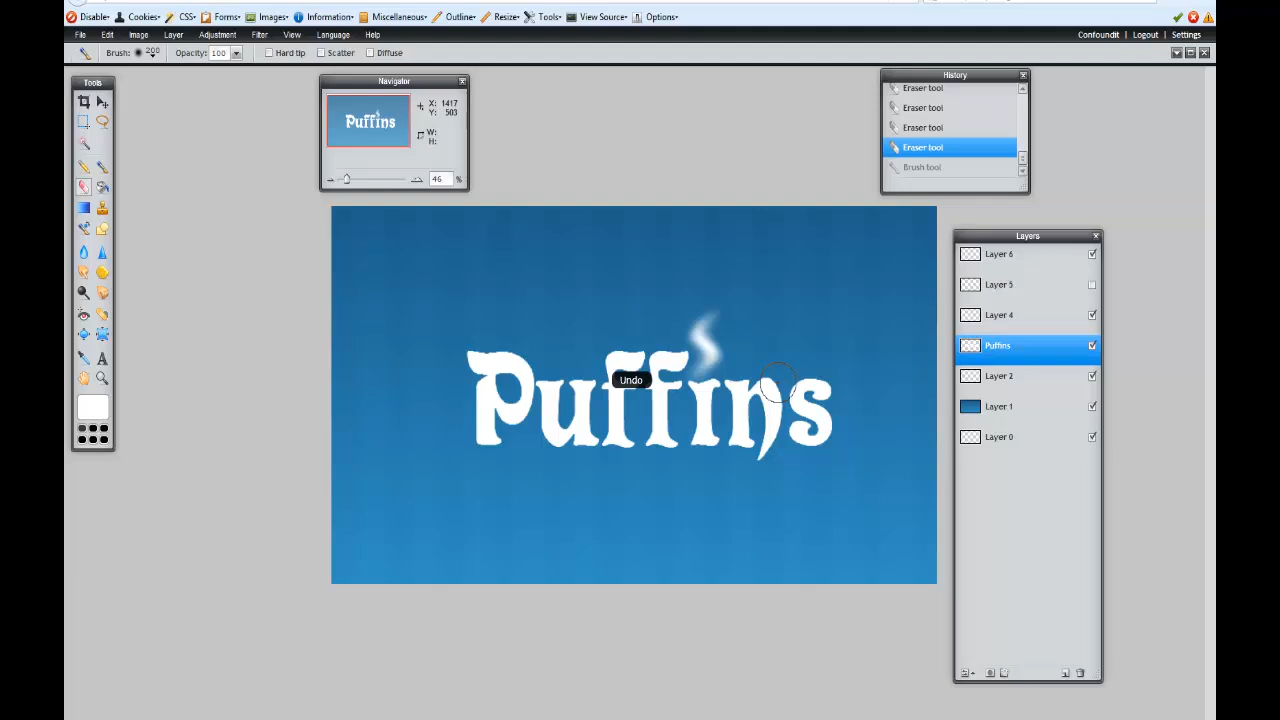 Disable Cookies CSS Forms Images Information Miscellaneous Outline Resize Tools View Source Options
File Edit Image Layer Adjustment Filter View Language Help Confoundit Logout Settings
Brush: 200 Opacity: 100 Hard tip Scatter Diffuse
Tools
Navigator
X: 1417
Y: 503
W:
H:
Puffins
46 %
History
Eraser tool
Eraser tool
Eraser tool
Eraser tool
Brush tool
Puffins
Undo
Layers
Layer 6
Layer 5
Layer 4
Puffins
Layer 2
Layer 1
Layer 0